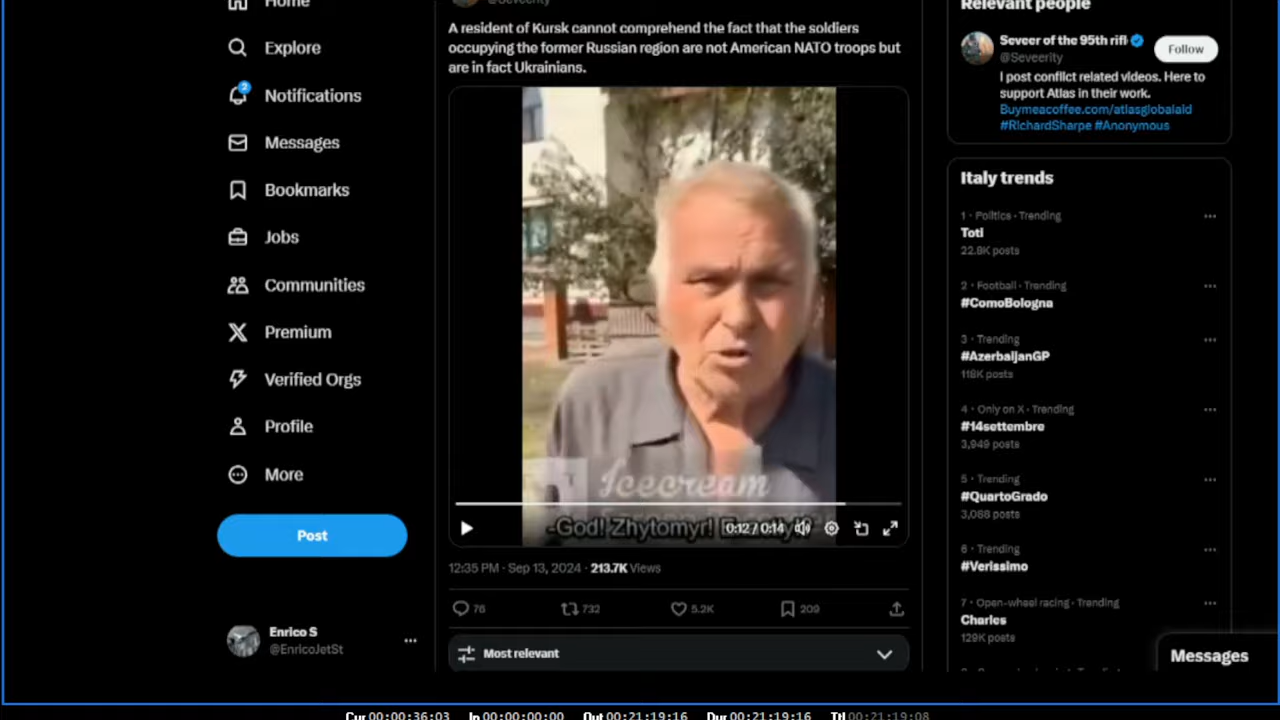 Home
Explore
2
Notifications
Messages
Bookmarks
Jobs
Communities
Premium
Verified Orgs
Profile
More
Post
Enrico S
@EnricoJetSt
@Seveerity
A resident of Kursk cannot comprehend the fact that the soldiers
occupying the former Russian region are not American NATO troops but
are in fact Ukrainians.
Icecream
-God! Zhytomyr!
0:12 / 0:14
12:35 PM · Sep 13, 2024 · 213.7K Views
76
732
5.2K
209
Most relevant
Relevant people
Seveer of the 95th rifl
@Seveerity
Follow
I post conflict related videos. Here to
support Atlas in their work.
Buymeacoffee.com/atlasglobalaid
#RichardSharpe #Anonymous
Italy trends
1 · Politics · Trending
Toti
22.8K posts
2 · Football · Trending
#ComoBologna
3 · Trending
#AzerbaijanGP
118K posts
4 · Only on X · Trending
#14settembre
3,949 posts
5 · Trending
#QuartoGrado
3,068 posts
6 · Trending
#Verissimo
7 · Open-wheel racing · Trending
Charles
129K posts
Messages
Cur 00:00:36:03 In 00:00:00:00 Out 00:21:19:16 Dur 00:21:19:16 Ttl 00:21:19:08